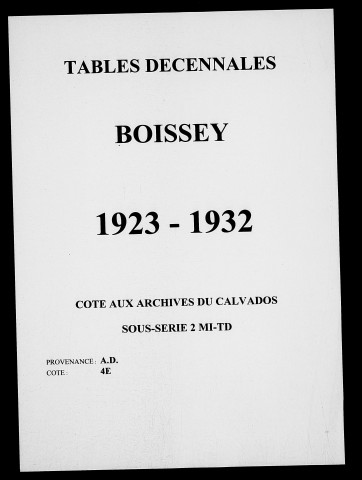 TABLES DECENNALES
BOISSEY
1923 - 1932
COTE AUX ARCHIVES DU CALVADOS
SOUS-SERIE 2 MI-TD
PROVENANCE : A.D.
COTE : 4E